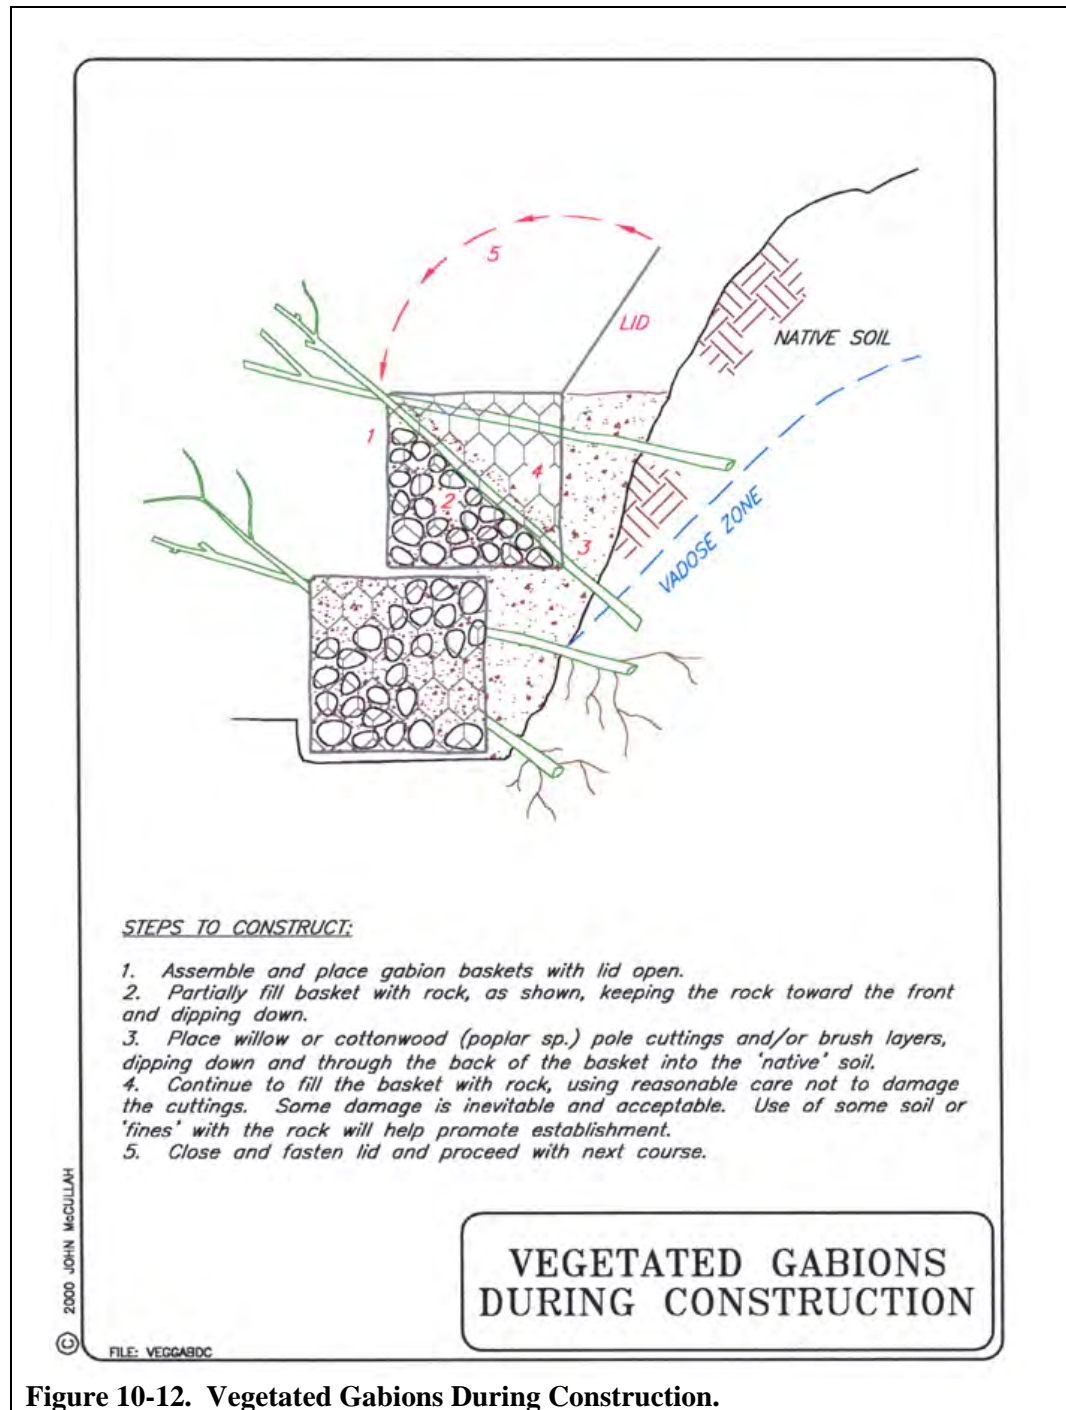 5
LID
NATIVE SOIL
1
4
2
3
VADOSE ZONE
STEPS TO CONSTRUCT:
1. Assemble and place gabion baskets with lid open.
2. Partially fill basket with rock, as shown, keeping the rock toward the front
and dipping down.
3. Place willow or cottonwood (poplar sp.) pole cuttings and/or brush layers,
dipping down and through the back of the basket into the 'native' soil.
4. Continue to fill the basket with rock, using reasonable care not to damage
the cuttings. Some damage is inevitable and acceptable. Use of some soil or
'fines' with the rock will help promote establishment.
5. Close and fasten lid and proceed with next course.
© 2000 JOHN McCULLAH
VEGETATED GABIONS
DURING CONSTRUCTION
FILE: VEGGABDC
Figure 10-12. Vegetated Gabions During Construction.